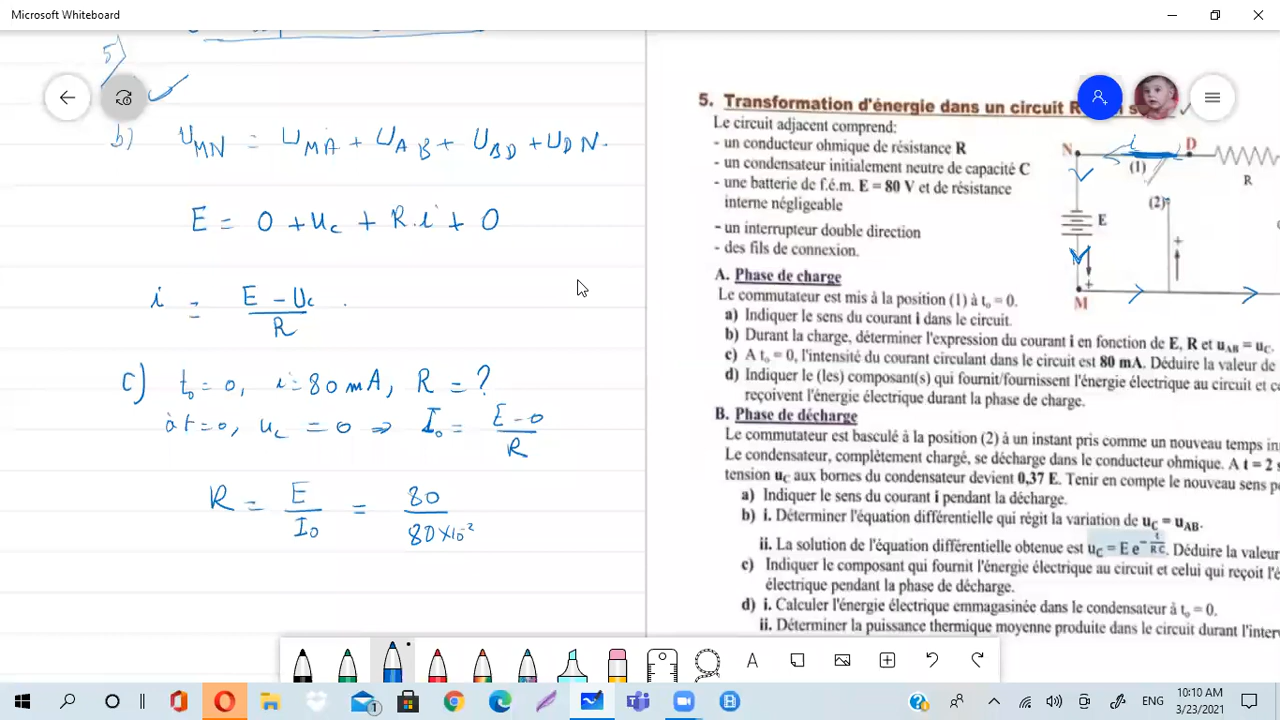 Microsoft Whiteboard
5)
b) U_MN = U_MA + U_AB + U_BD + U_DN.
E = 0 + u_C + R.i + 0
i = (E - U_C) / R
C) t_0 = 0, i = 80 mA, R = ?
à t = 0, u_C = 0 => I_0 = (E - 0) / R
R = E / I_0 = 80 / 80×10^-2
5. Transformation d'énergie dans un circuit R
Le circuit adjacent comprend:
- un conducteur ohmique de résistance R
- un condensateur initialement neutre de capacité C
- une batterie de f.é.m. E = 80 V et de résistance
interne négligeable
- un interrupteur double direction
- des fils de connexion.
N
i
D
(1)
R
(2)
E
+
+
M
A. Phase de charge
Le commutateur est mis à la position (1) à t_o = 0.
a) Indiquer le sens du courant i dans le circuit.
b) Durant la charge, déterminer l'expression du courant i en fonction de E, R et u_AB = u_C.
c) A t_o = 0, l'intensité du courant circulant dans le circuit est 80 mA. Déduire la valeur de
d) Indiquer le (les) composant(s) qui fournit/fournissent l'énergie électrique au circuit et
reçoivent l'énergie électrique durant la phase de charge.
B. Phase de décharge
Le commutateur est basculé à la position (2) à un instant pris comme un nouveau temps
Le condensateur, complètement chargé, se décharge dans le conducteur ohmique. A t = 2 s
tension u_C aux bornes du condensateur devient 0,37 E. Tenir en compte le nouveau sens
a) Indiquer le sens du courant i pendant la décharge.
b) i. Déterminer l'équation différentielle qui régit la variation de u_C = u_AB.
ii. La solution de l'équation différentielle obtenue est u_C = E e^(-t/RC). Déduire la valeur
c) Indiquer le composant qui fournit l'énergie électrique au circuit et celui qui reçoit
électrique pendant la phase de décharge.
d) i. Calculer l'énergie électrique emmagasinée dans le condensateur à t_o = 0.
ii. Déterminer la puissance thermique moyenne produite dans le circuit durant
A
1
ENG
10:10 AM
3/23/2021